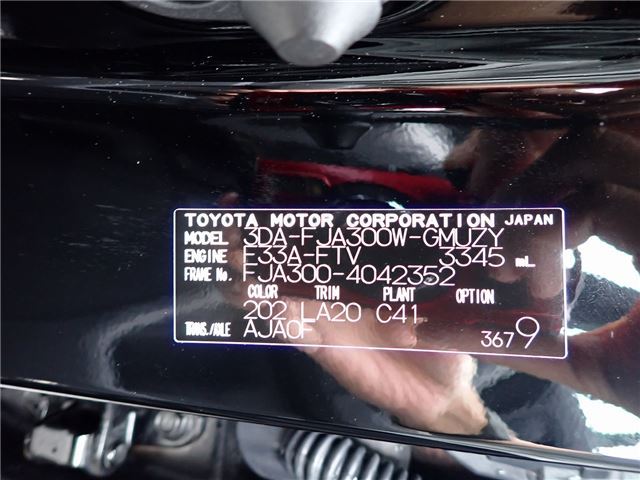 TOYOTA MOTOR CORPORATION JAPAN
MODEL 3DA-FJA300W-GMUZY
ENGINE F33A-FTV 3345 mL
FRAME No. FJA300-4042352
COLOR TRIM PLANT OPTION
202 LA20 C41
TRANS./AXLE AJA0F
3679